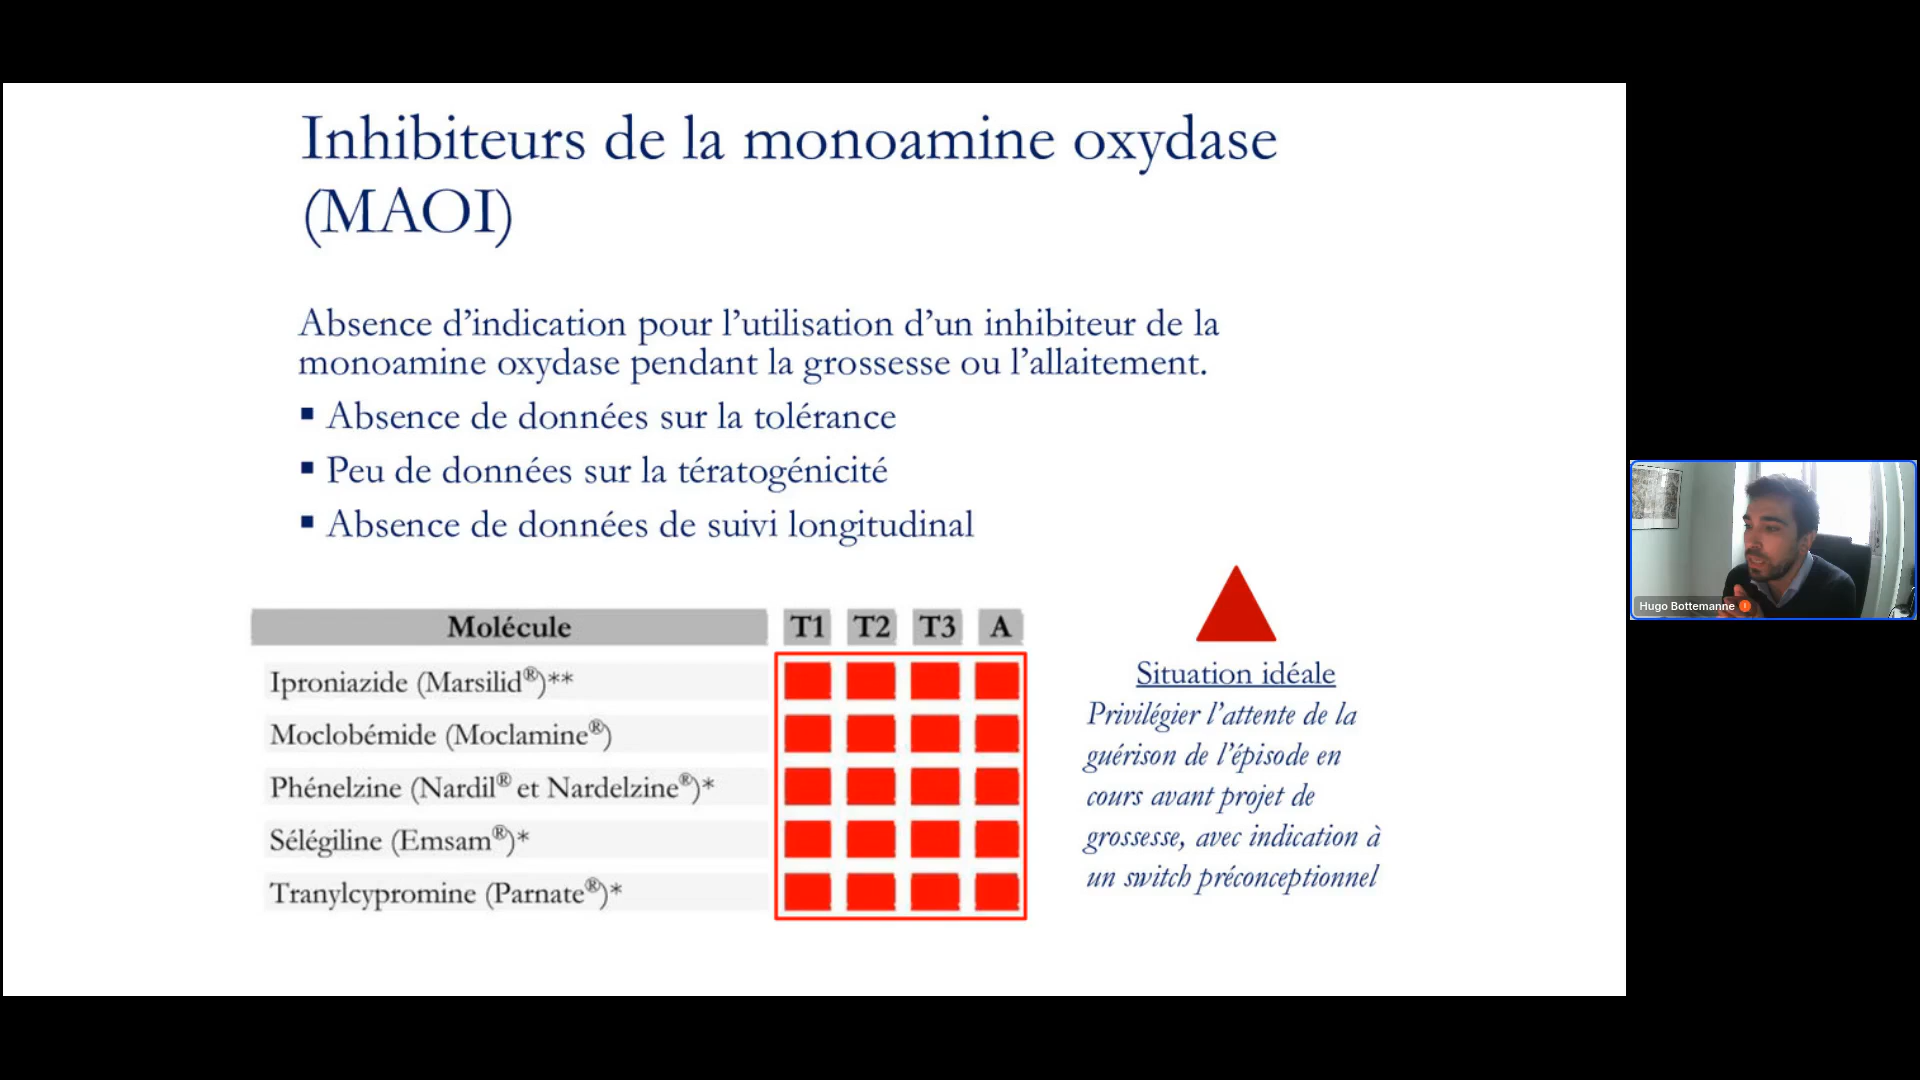 Inhibiteurs de la monoamine oxydase
(MAOI)
Absence d’indication pour l’utilisation d’un inhibiteur de la
monoamine oxydase pendant la grossesse ou l’allaitement.
▪ Absence de données sur la tolérance
▪ Peu de données sur la tératogénicité
▪ Absence de données de suivi longitudinal
Molécule T1 T2 T3 A
Iproniazide (Marsilid®)**
Moclobémide (Moclamine®)
Phénelzine (Nardil® et Nardelzine®)*
Sélégiline (Emsam®)*
Tranylcypromine (Parnate®)*
Situation idéale
Privilégier l’attente de la
guérison de l’épisode en
cours avant projet de
grossesse, avec indication à
un switch préconceptionnel
Hugo Bottemanne